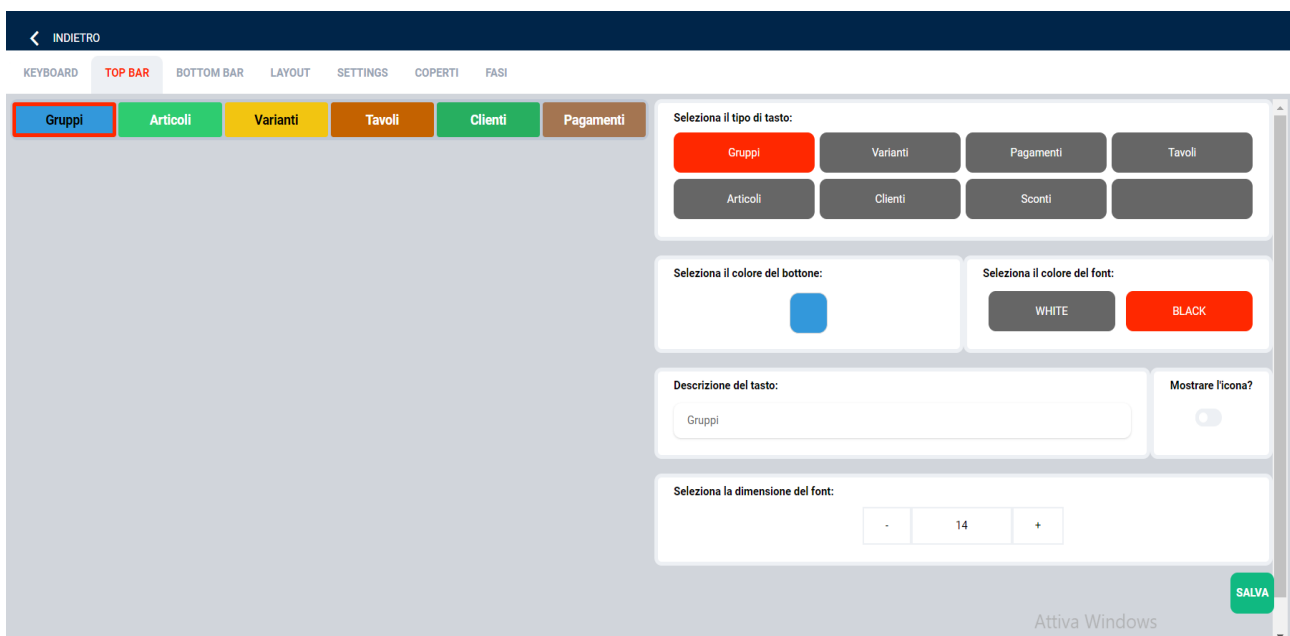 INDIETRO
KEYBOARD TOP BAR BOTTOM BAR LAYOUT SETTINGS COPERTI FASI
Gruppi Articoli Varianti Tavoli Clienti Pagamenti
Seleziona il tipo di tasto:
Gruppi Varianti Pagamenti Tavoli
Articoli Clienti Sconti
Seleziona il colore del bottone:
Seleziona il colore del font:
WHITE BLACK
Descrizione del tasto:
Mostrare l'icona?
Gruppi
Seleziona la dimensione del font:
- 14 +
SALVA
Attiva Windows